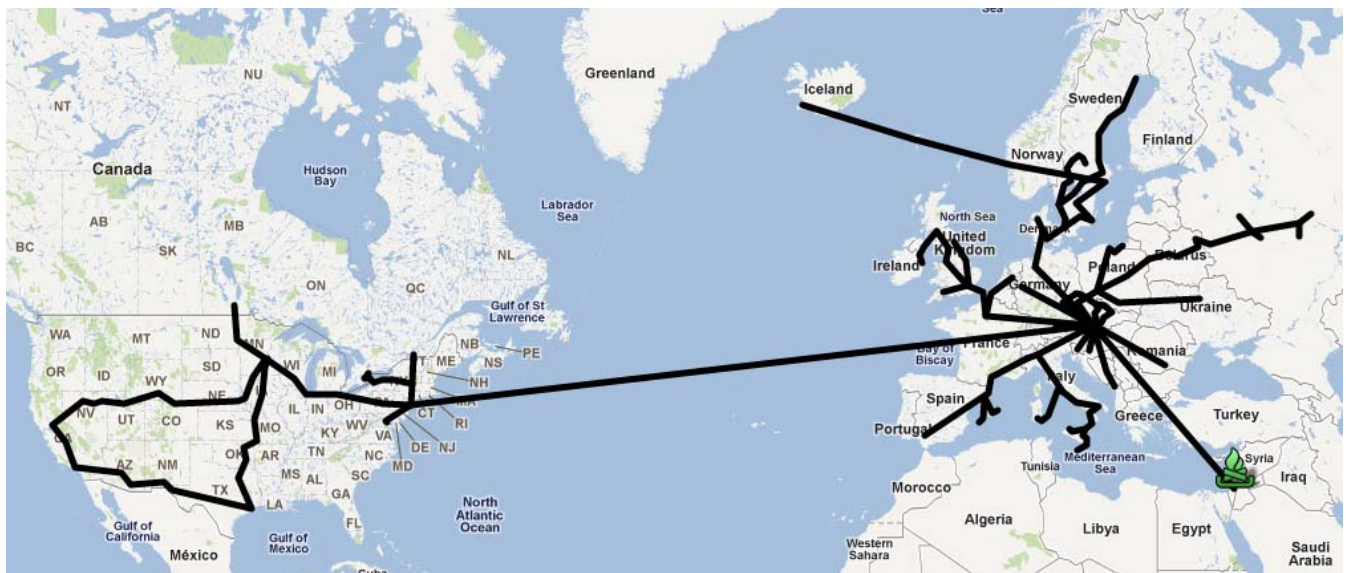 Sea
Greenland
Iceland
Sweden
Finland
Norway
NT
NU
Canada
Hudson
Bay
Labrador
Sea
North Sea
United
Kingdom
Ireland
Denmark
Poland
Belarus
Germany
Ukraine
AB
SK
MB
BC
ON
QC
NL
Gulf of St
Lawrence
NB
PE
NS
WA
MT
ND
MN
OR
ID
WY
SD
WI
MI
VT
ME
NH
MA
NE
NV
UT
CO
CA
IL
IN
OH
CT
RI
NJ
DE
MD
KS
MO
KY
WV
VA
AZ
NM
OK
AR
TN
NC
SC
MS
AL
GA
TX
LA
FL
Gulf of
California
México
Gulf of
Mexico
Cuba
North
Atlantic
Ocean
Bay of
Biscay
France
Romania
Italy
Spain
Portugal
Greece
Turkey
Mediterranean
Sea
Tunisia
Syria
Iraq
Morocco
Algeria
Libya
Egypt
Western
Sahara
Saudi
Arabia